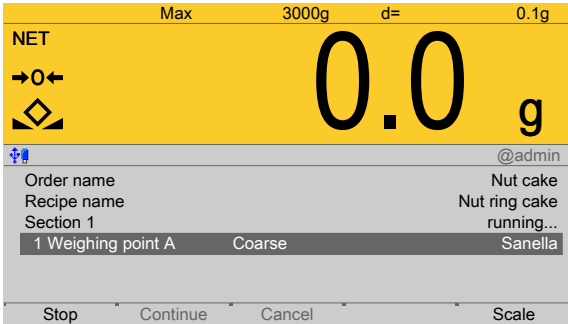 Max 3000g d= 0.1g
NET
→0←
0.0 g
@admin
Order name Nut cake
Recipe name Nut ring cake
Section 1 running...
1 Weighing point A Coarse Sanella
Stop Continue Cancel Scale